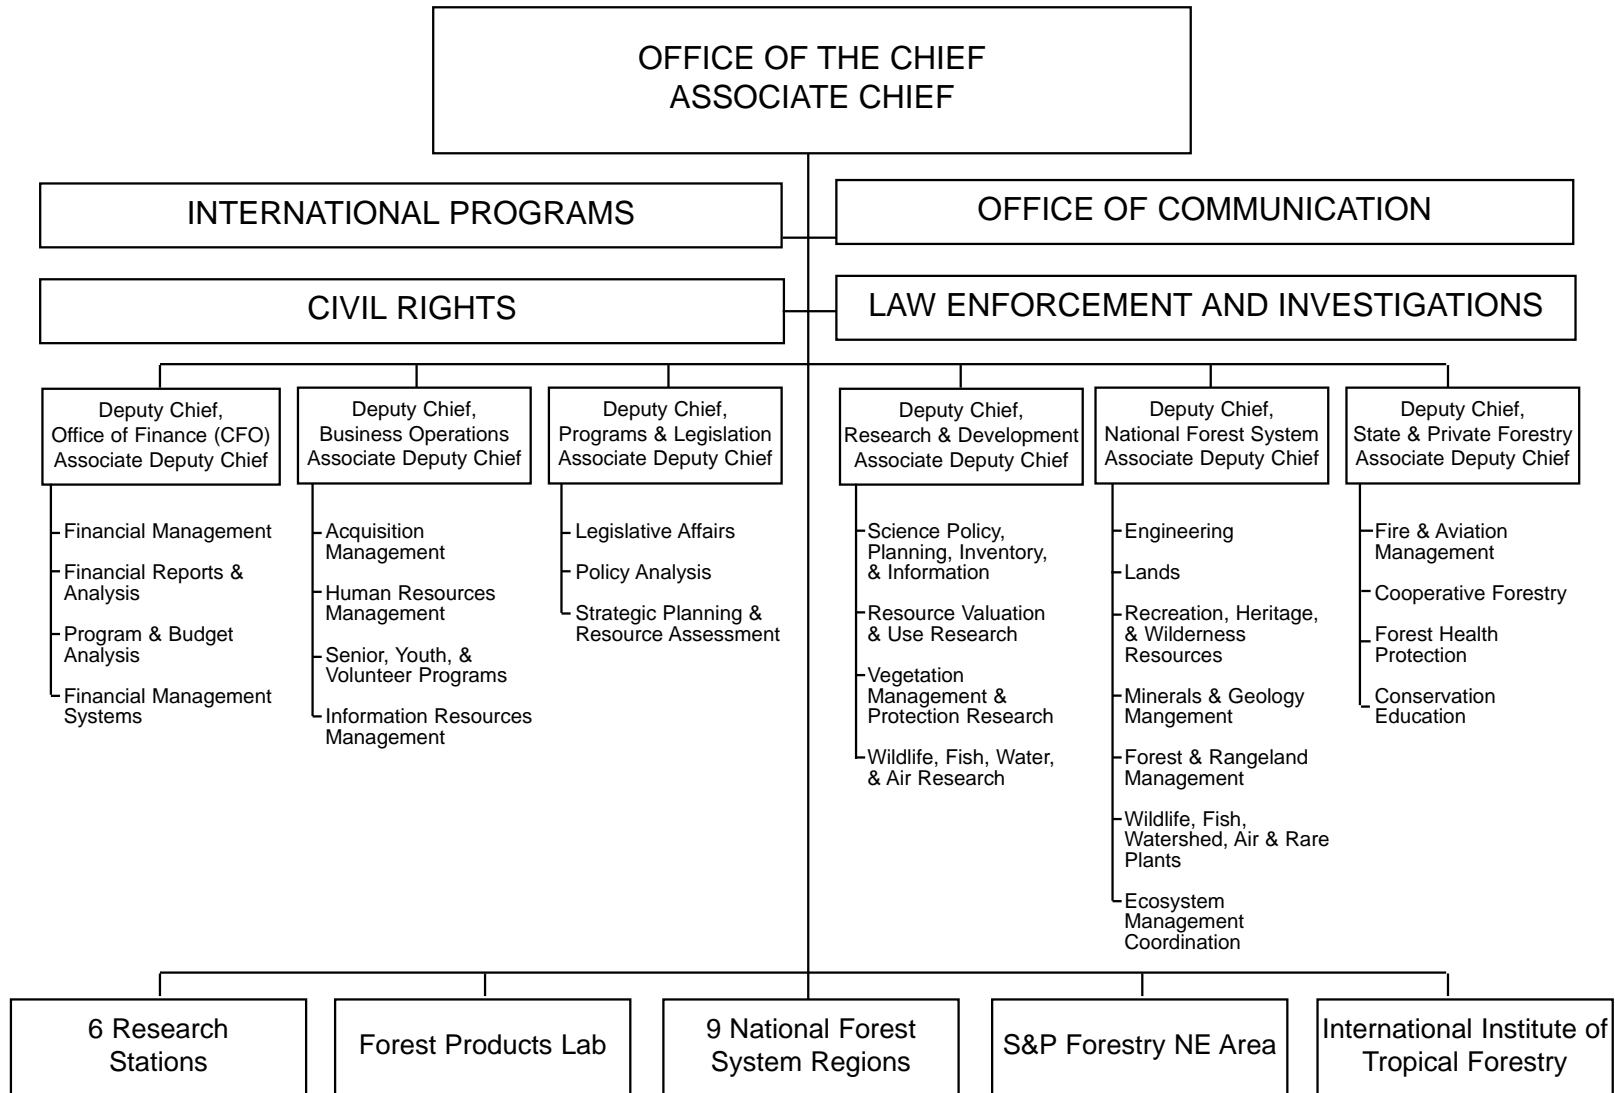 OFFICE OF THE CHIEF
ASSOCIATE CHIEF
INTERNATIONAL PROGRAMS
OFFICE OF COMMUNICATION
CIVIL RIGHTS
LAW ENFORCEMENT AND INVESTIGATIONS
Deputy Chief,
Office of Finance (CFO)
Associate Deputy Chief
Financial Management
Financial Reports &
Analysis
Program & Budget
Analysis
Financial Management
Systems
Deputy Chief,
Business Operations
Associate Deputy Chief
Acquisition
Management
Human Resources
Management
Senior, Youth, &
Volunteer Programs
Information Resources
Management
Deputy Chief,
Programs & Legislation
Associate Deputy Chief
Legislative Affairs
Policy Analysis
Strategic Planning &
Resource Assessment
Deputy Chief,
Research & Development
Associate Deputy Chief
Science Policy,
Planning, Inventory,
& Information
Resource Valuation
& Use Research
Vegetation
Management &
Protection Research
Wildlife, Fish, Water,
& Air Research
Deputy Chief,
National Forest System
Associate Deputy Chief
Engineering
Lands
Recreation, Heritage,
& Wilderness
Resources
Minerals & Geology
Mangement
Forest & Rangeland
Management
Wildlife, Fish,
Watershed, Air & Rare
Plants
Ecosystem
Management
Coordination
Deputy Chief,
State & Private Forestry
Associate Deputy Chief
Fire & Aviation
Management
Cooperative Forestry
Forest Health
Protection
Conservation
Education
6 Research
Stations
Forest Products Lab
9 National Forest
System Regions
S&P Forestry NE Area
International Institute of
Tropical Forestry